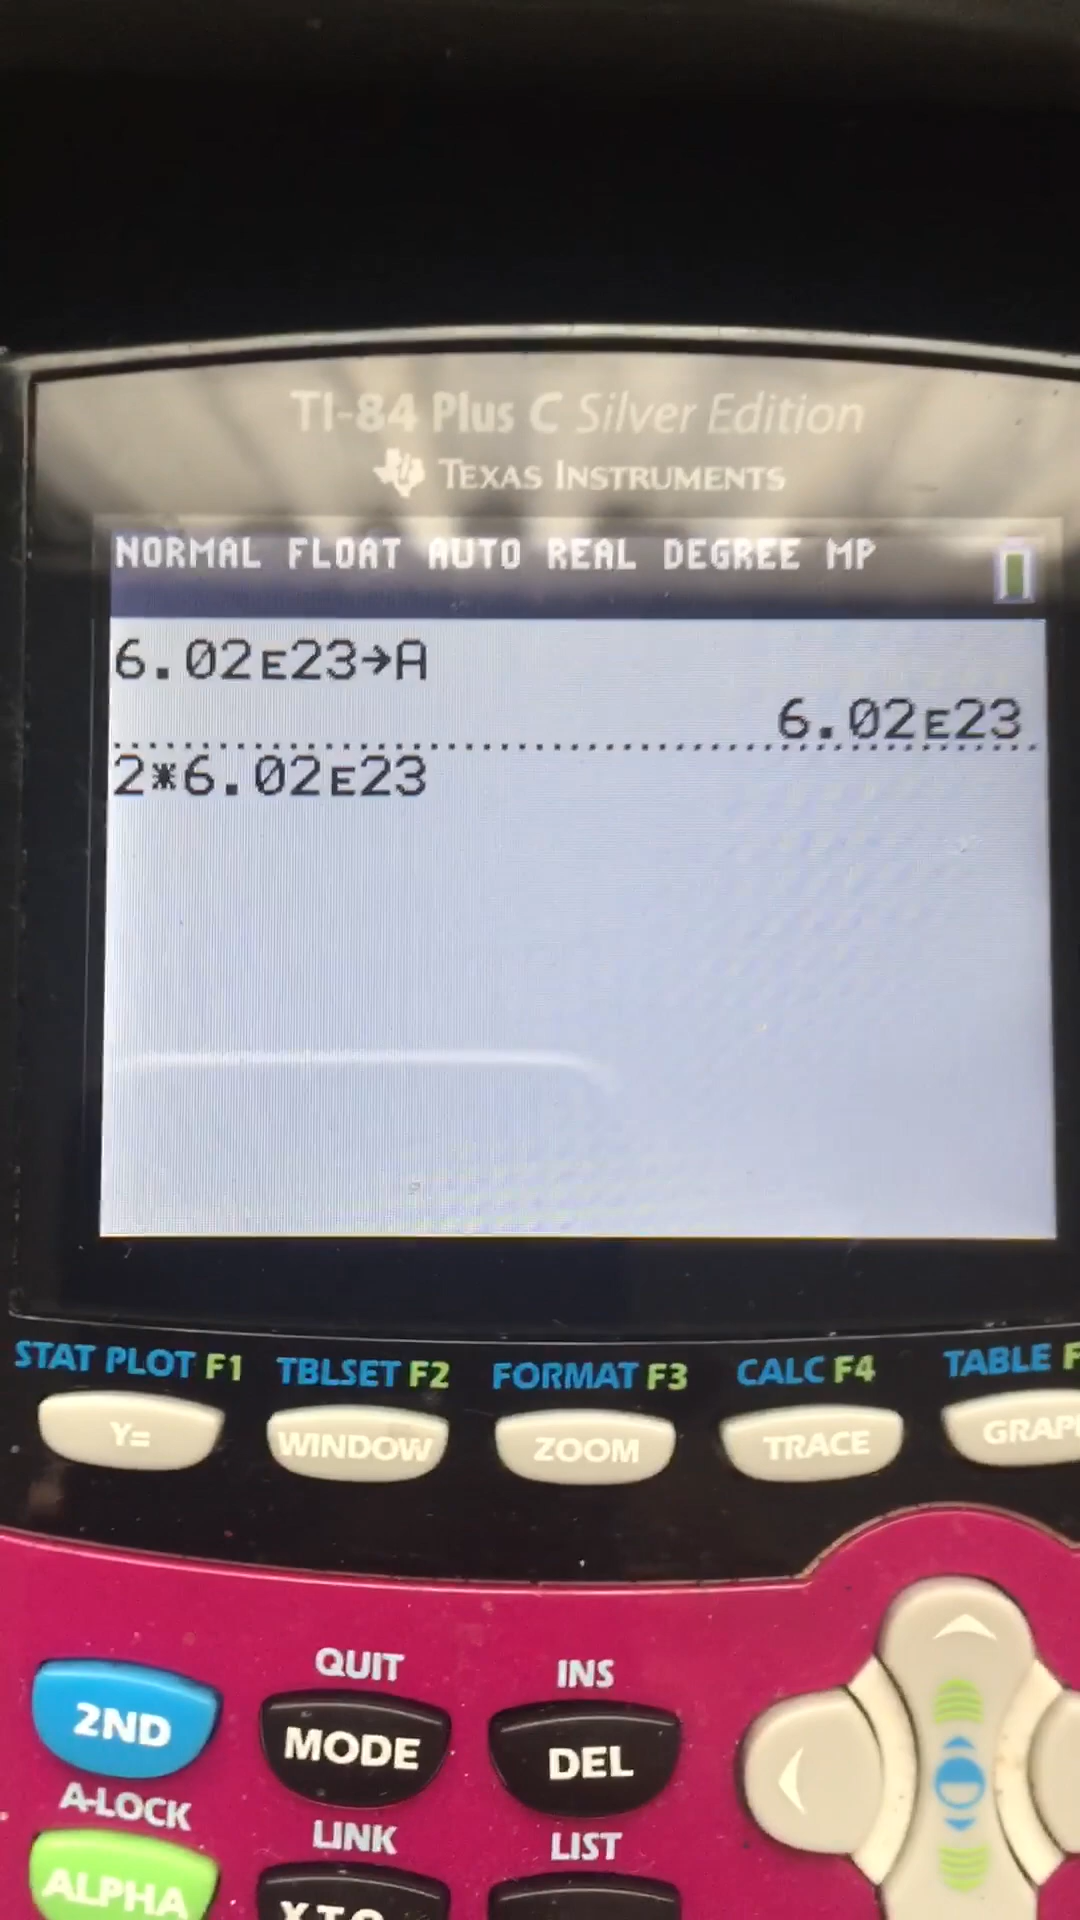 TI-84 Plus C Silver Edition
TEXAS INSTRUMENTS
NORMAL FLOAT AUTO REAL DEGREE MP
6.02E23→A
6.02E23
2*6.02E23
STAT PLOT F1 TBLSET F2 FORMAT F3 CALC F4 TABLE
Y= WINDOW ZOOM TRACE
QUIT INS
2ND MODE DEL
A-LOCK LINK LIST
ALPHA